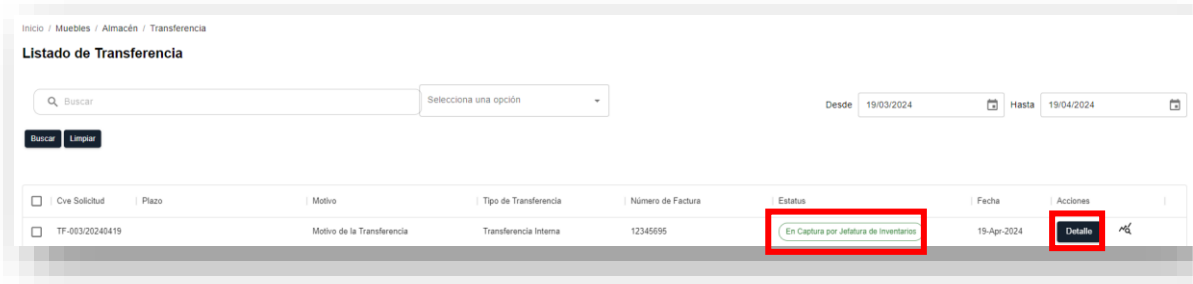 Inicio / Muebles / Almacén / Transferencia
Listado de Transferencia
Buscar Selecciona una opción Desde 19/03/2024 Hasta 19/04/2024
Buscar Limpiar
Cve Solicitud Plazo Motivo Tipo de Transferencia Número de Factura Estatus Fecha Acciones
TF-003/20240419 Motivo de la Transferencia Transferencia Interna 12345695 En Captura por Jefatura de Inventarios 19-Apr-2024 Detalle